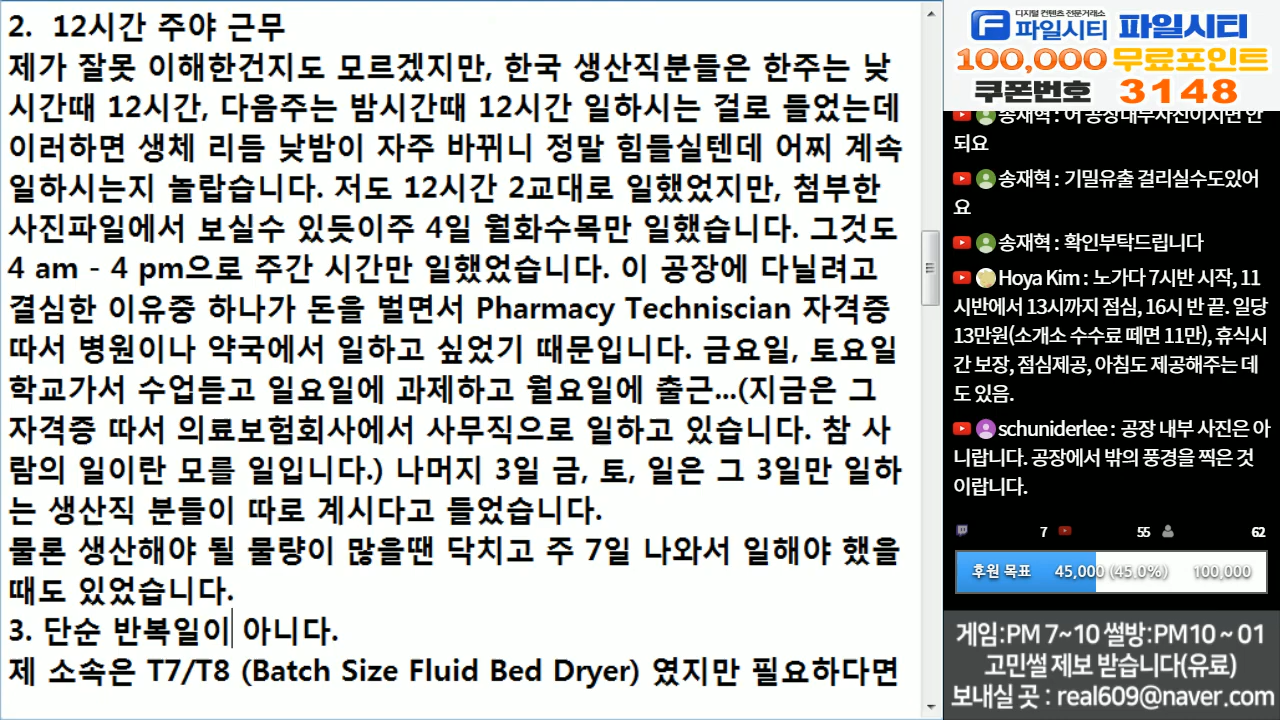 2. 12시간 주야 근무
제가 잘못 이해한건지도 모르겠지만, 한국 생산직분들은 한주는 낮
시간때 12시간, 다음주는 밤시간때 12시간 일하시는 걸로 들었는데
이러하면 생체 리듬 낮밤이 자주 바뀌니 정말 힘들실텐데 어찌 계속
일하시는지 놀랍습니다. 저도 12시간 2교대로 일했었지만, 첨부한
사진파일에서 보실수 있듯이주 4일 월화수목만 일했습니다. 그것도
4 am - 4 pm으로 주간 시간만 일했었습니다. 이 공장에 다닐려고
결심한 이유중 하나가 돈을 벌면서 Pharmacy Techniscian 자격증
따서 병원이나 약국에서 일하고 싶었기 때문입니다. 금요일, 토요일
학교가서 수업듣고 일요일에 과제하고 월요일에 출근...(지금은 그
자격증 따서 의료보험회사에서 사무직으로 일하고 있습니다. 참 사
람의 일이란 모를 일입니다.) 나머지 3일 금, 토, 일은 그 3일만 일하
는 생산직 분들이 따로 계시다고 들었습니다.
물론 생산해야 될 물량이 많을땐 닥치고 주 7일 나와서 일해야 했을
때도 있었습니다.
3. 단순 반복일이 아니다.
제 소속은 T7/T8 (Batch Size Fluid Bed Dryer) 였지만 필요하다면
디지털 컨텐츠 전문거래소
파일시티 파일시티
100,000 무료포인트
쿠폰번호 3148
송재혁 : 어 공장내부사진이시면 안
되요
송재혁 : 기밀유출 걸리실수도있어
요
송재혁 : 확인부탁드립니다
Hoya Kim : 노가다 7시반 시작, 11
시반에서 13시까지 점심, 16시 반 끝. 일당
13만원(소개소 수수료 떼면 11만), 휴식시
간 보장, 점심제공, 아침도 제공해주는 데
도 있음.
schuniderlee : 공장 내부 사진은 아
니랍니다. 공장에서 밖의 풍경을 찍은 것
이랍니다.
7 55 62
후원 목표 45,000 (45.0%) 100,000
게임:PM 7~10 썰방:PM10 ~ 01
고민썰 제보 받습니다(유료)
보내실 곳 : real609@naver.com